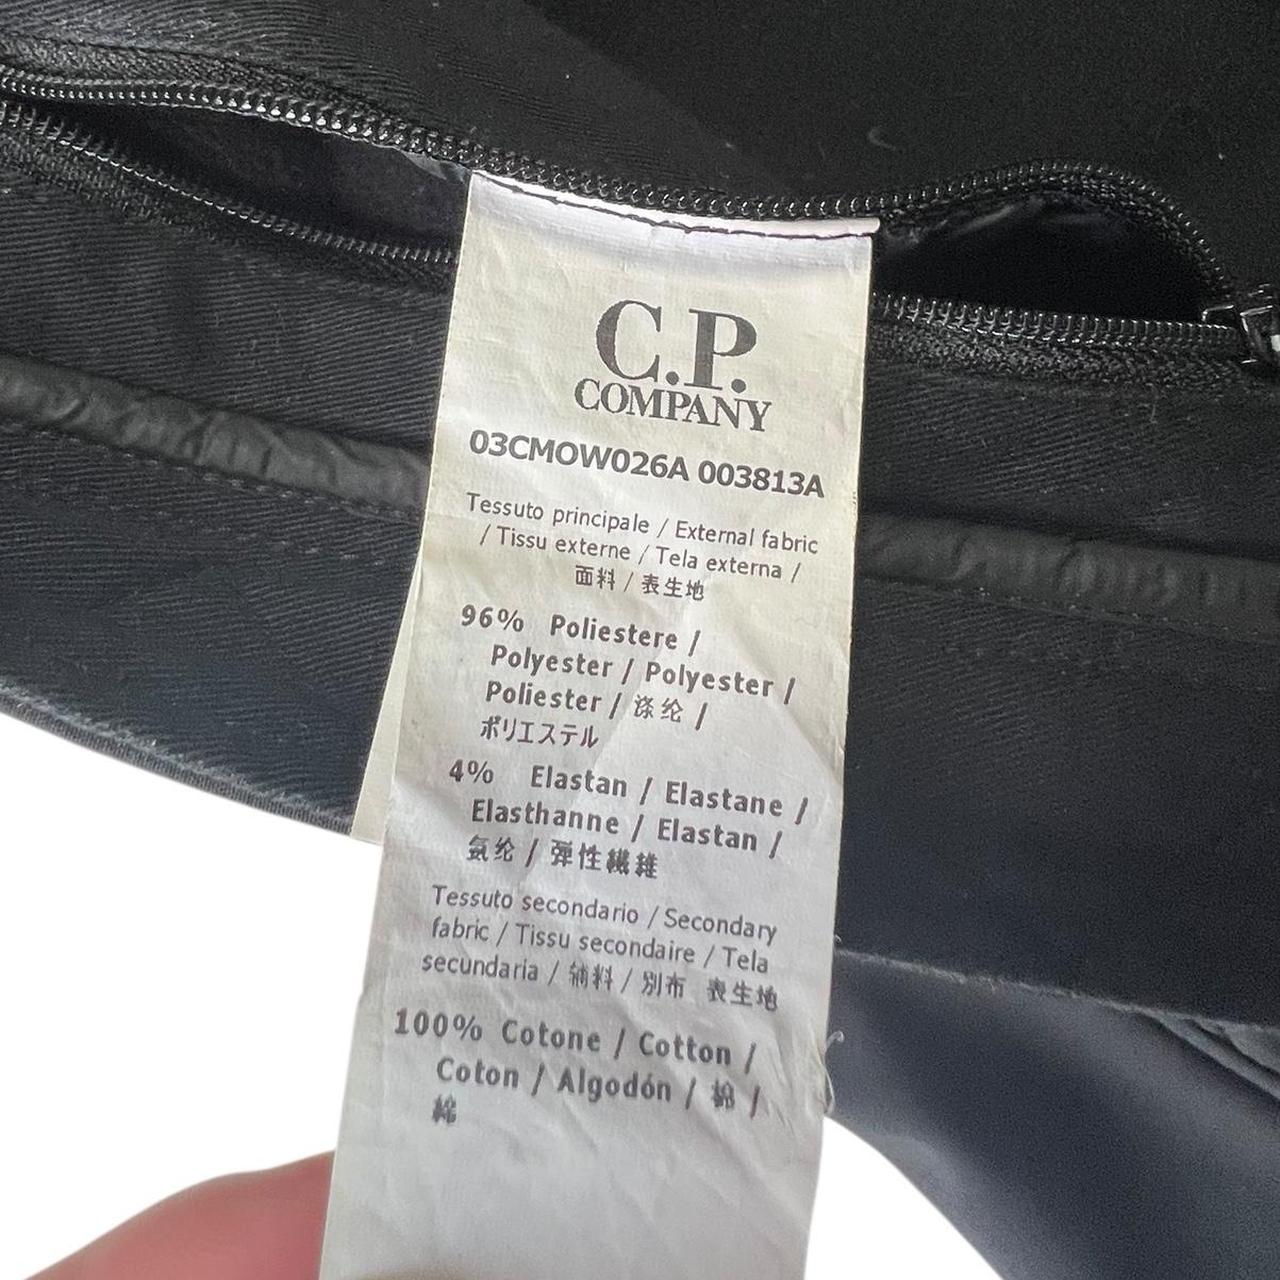 C.P.
COMPANY
03CMOW026A 003813A
Tessuto principale / External fabric
/ Tissu externe / Tela externa /
面料 / 表生地
96% Poliestere /
Polyester / Polyester /
Poliester / 涤纶 /
ポリエステル
4% Elastan / Elastane /
Elasthanne / Elastan /
氨纶 / 弾性繊維
Tessuto secondario / Secondary
fabric / Tissu secondaire / Tela
secundaria / 辅料 / 別布 表生地
100% Cotone / Cotton /
Coton / Algodón / 棉 /
綿